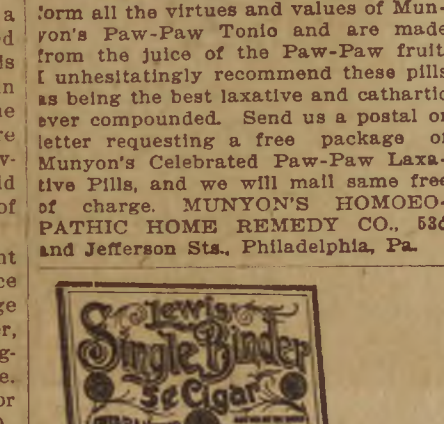 a
form all the virtues and values of Mun-
yon's Paw-Paw Tonic and are made
from the juice of the Paw-Paw fruit
I unhesitatingly recommend these pills
as being the best laxative and cathartic
ever compounded. Send us a postal or
letter requesting a free package of
Munyon's Celebrated Paw-Paw Laxa-
tive Pills, and we will mail same free
of charge. MUNYON'S HOMOEO-
PATHIC HOME REMEDY CO., 53d
and Jefferson Sts., Philadelphia, Pa.
Lewis
Single Binder
5c Cigar